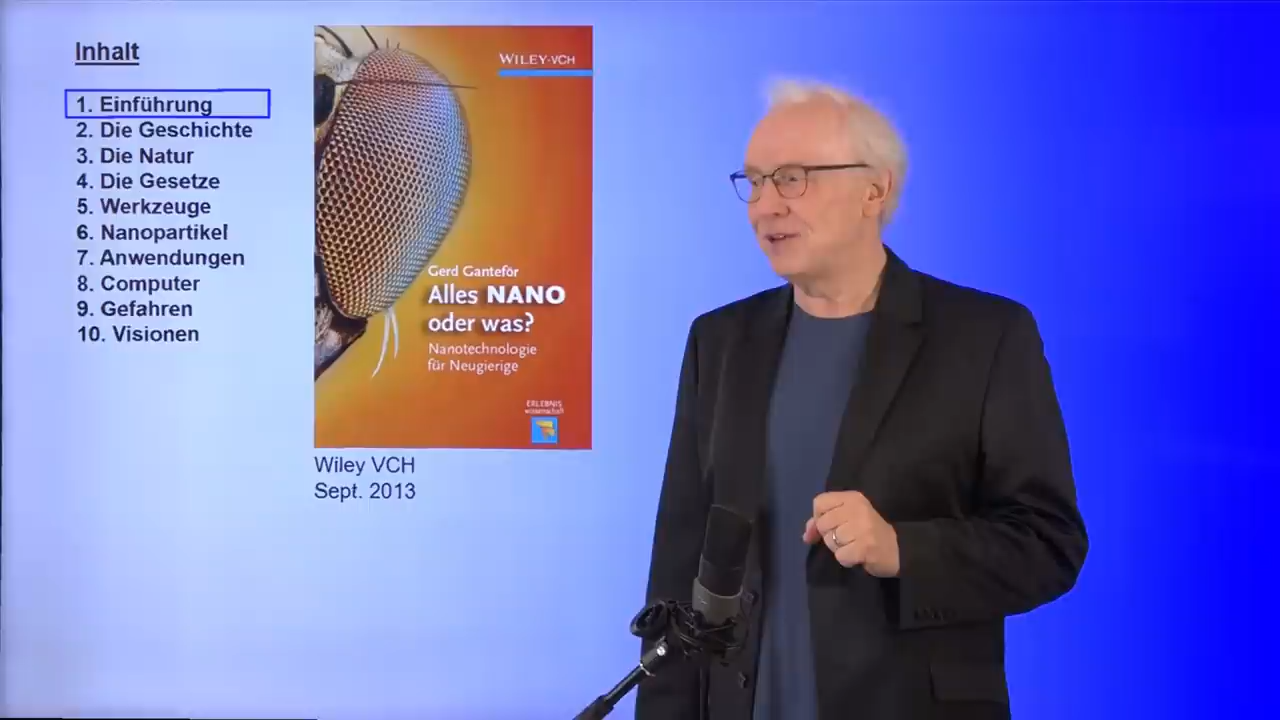 Inhalt
1. Einführung
2. Die Geschichte
3. Die Natur
4. Die Gesetze
5. Werkzeuge
6. Nanopartikel
7. Anwendungen
8. Computer
9. Gefahren
10. Visionen
WILEY-VCH
Gerd Ganteför
Alles NANO
oder was?
Nanotechnologie
für Neugierige
ERLEBNIS
wissenschaft
Wiley VCH
Sept. 2013